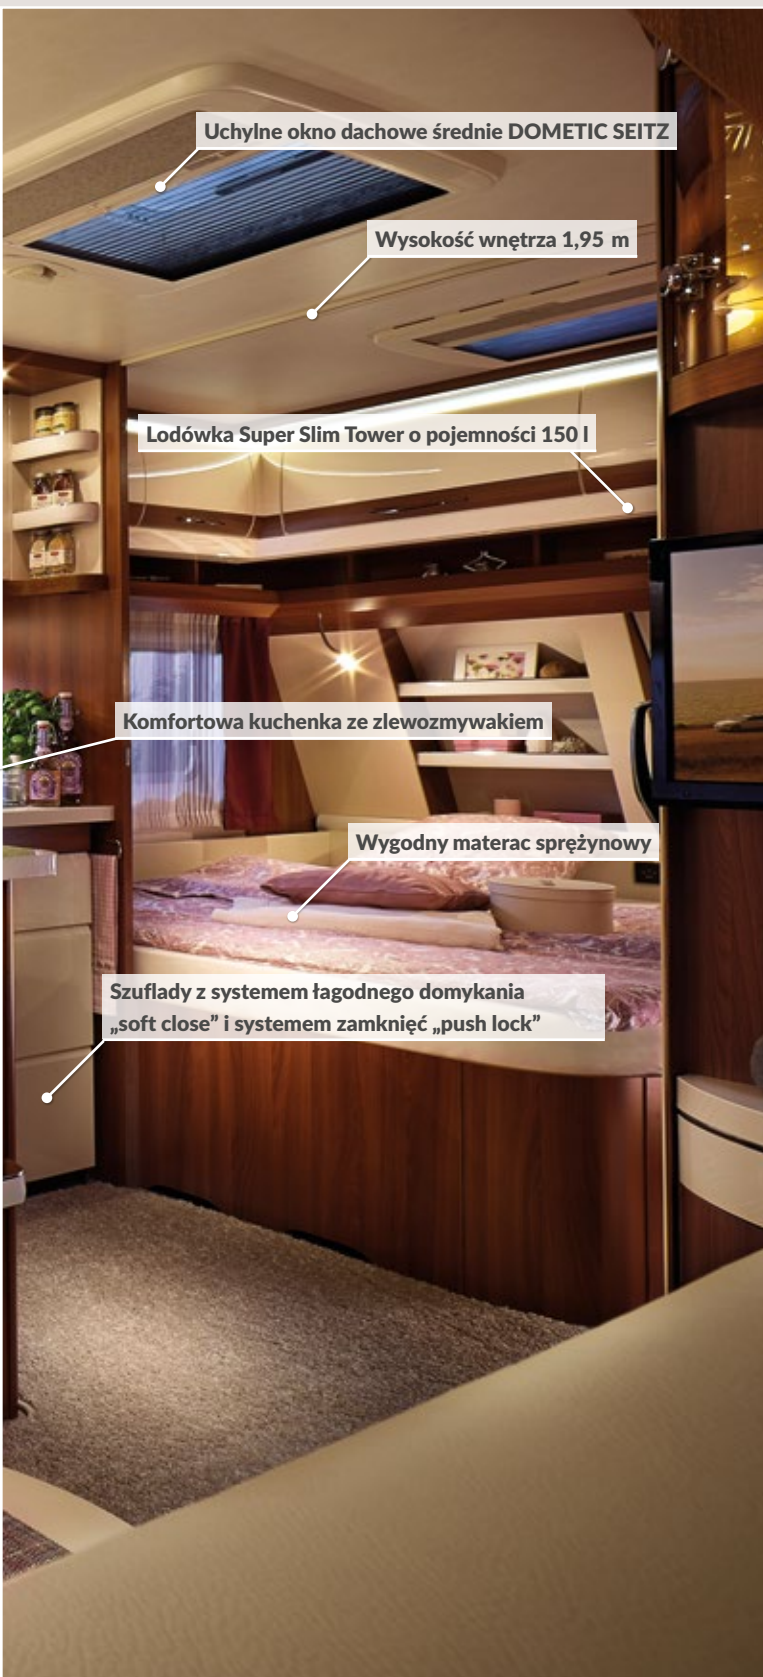 Uchylne okno dachowe średnie DOMETIC SEITZ
Wysokość wnętrza 1,95 m
Lodówka Super Slim Tower o pojemności 150 l
Komfortowa kuchenka ze zlewozmywakiem
Wygodny materac sprężynowy
Szuflady z systemem łagodnego domykania
„soft close” i systemem zamknięć „push lock”